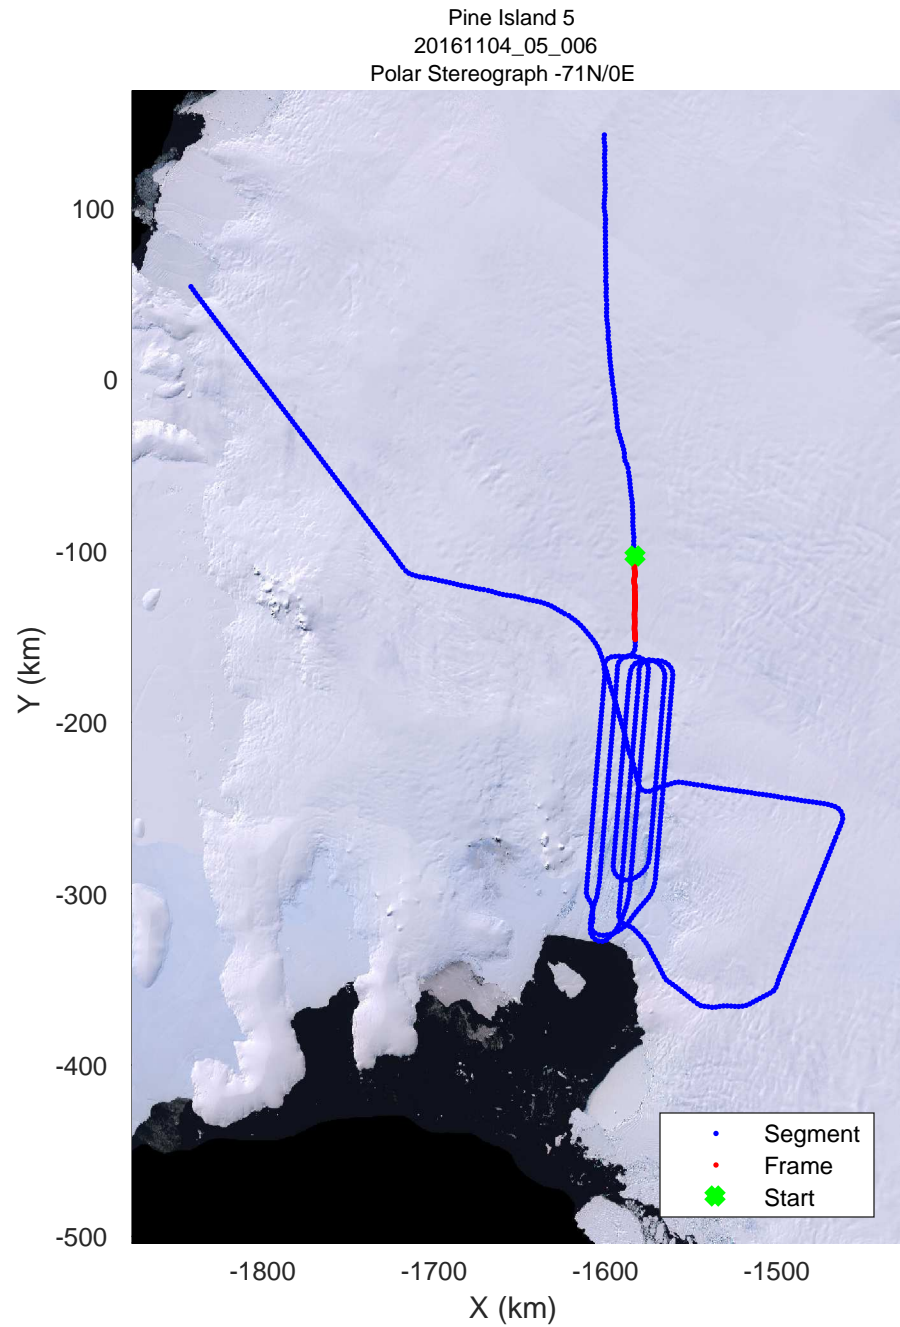 Pine Island 5
20161104_05_006
Polar Stereograph -71N/0E
100
0
-100
-200
-300
-400
-500
Y (km)
Segment
Frame
Start
-1800
-1700
-1600
-1500
X (km)